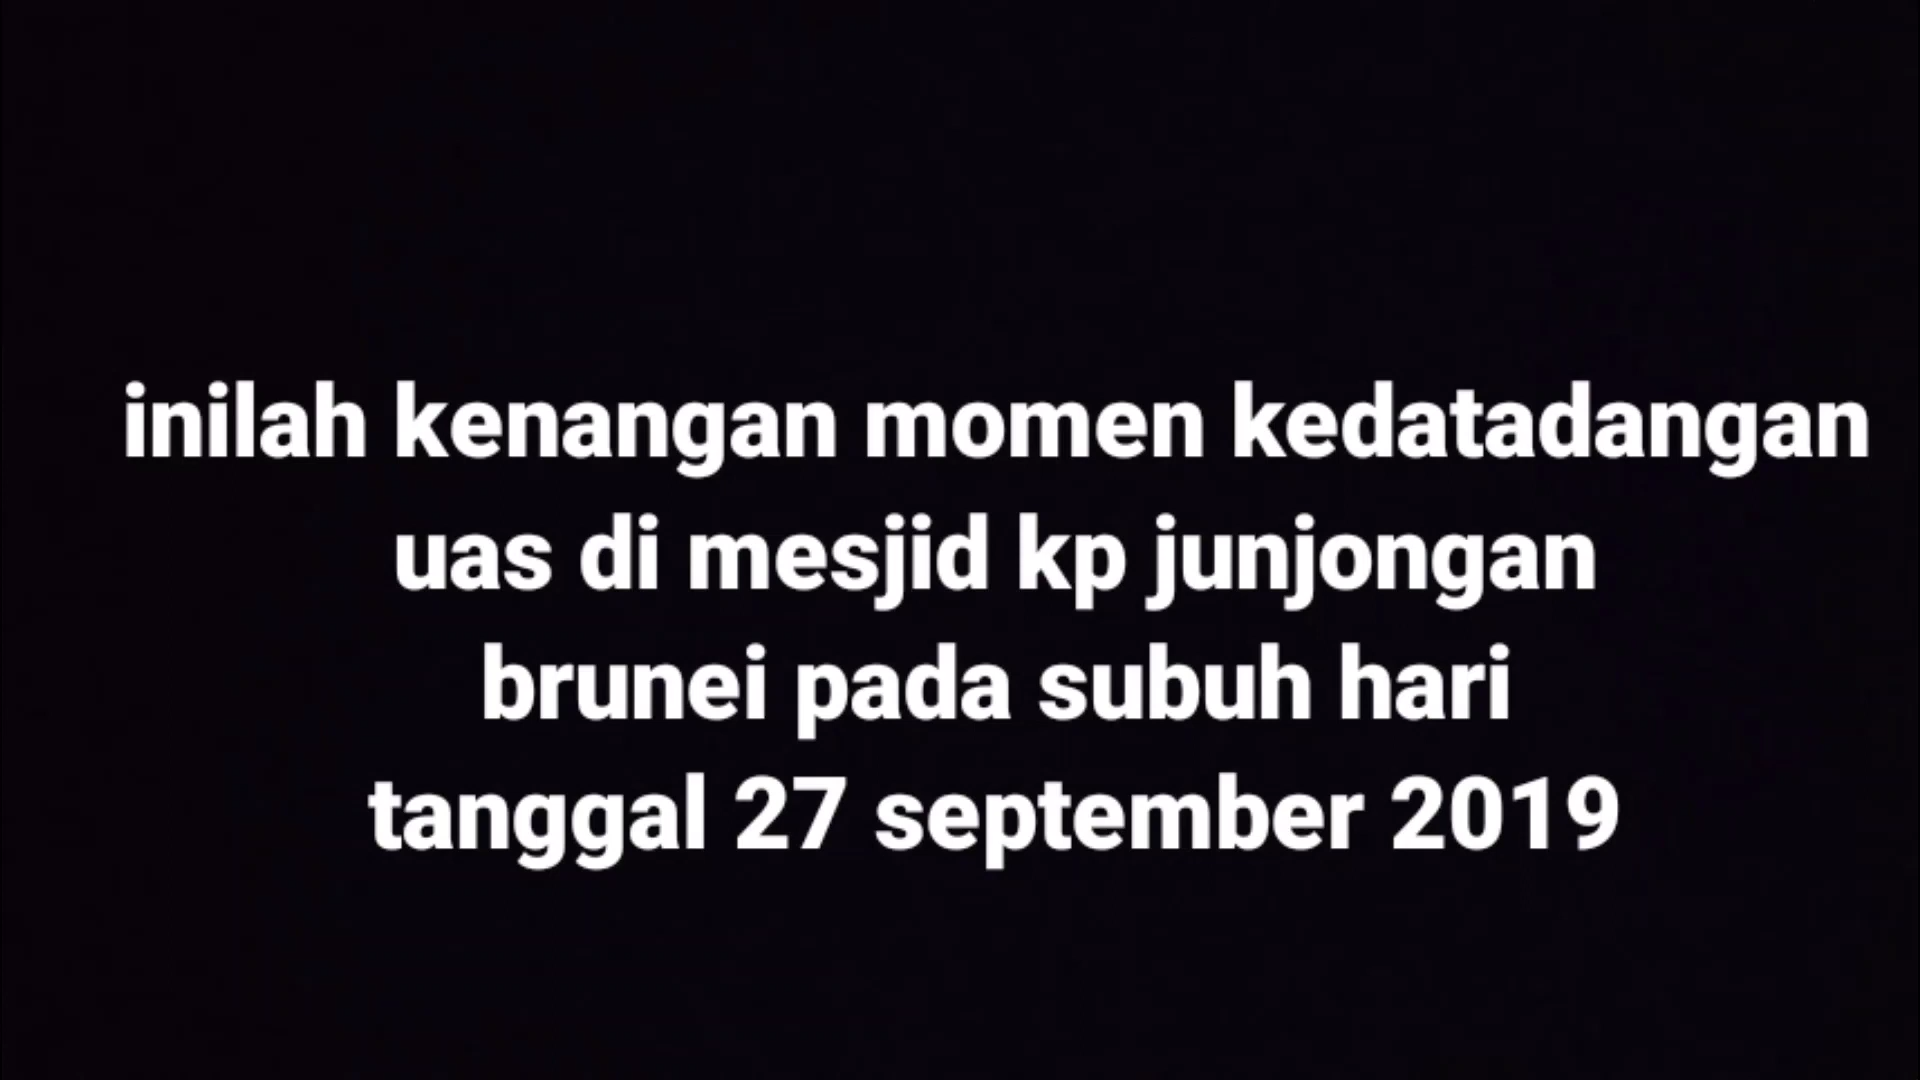 inilah kenangan momen kedatadangan
uas di mesjid kp junjongan
brunei pada subuh hari
tanggal 27 september 2019